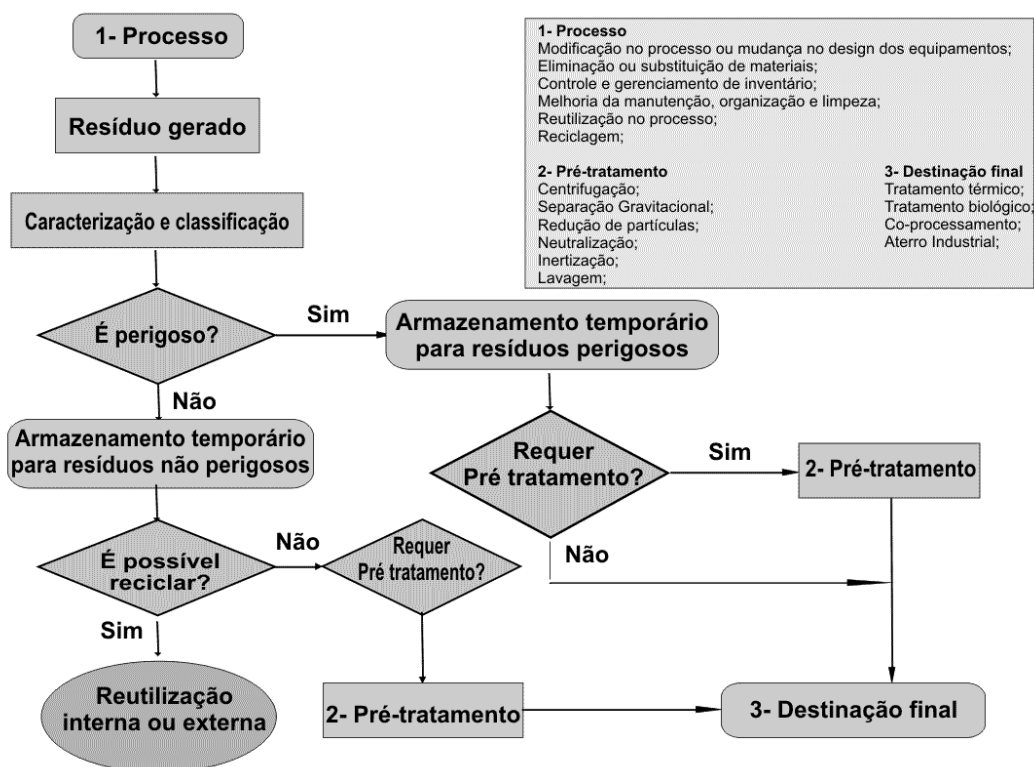 1- Processo
Resíduo gerado
Caracterização e classificação
É perigoso?
Sim
Armazenamento temporário
para resíduos perigosos
Não
Armazenamento temporário
para resíduos não perigosos
Requer
Pré tratamento?
Sim
2- Pré-tratamento
Não
É possível
reciclar?
Não
Requer
Pré tratamento?
Sim
Reutilização
interna ou externa
2- Pré-tratamento
3- Destinação final
1- Processo
Modificação no processo ou mudança no design dos equipamentos;
Eliminação ou substituição de materiais;
Controle e gerenciamento de inventário;
Melhoria da manutenção, organização e limpeza;
Reutilização no processo;
Reciclagem;
2- Pré-tratamento
Centrifugação;
Separação Gravitacional;
Redução de partículas;
Neutralização;
Inertização;
Lavagem;
3- Destinação final
Tratamento térmico;
Tratamento biológico;
Co-processamento;
Aterro Industrial;